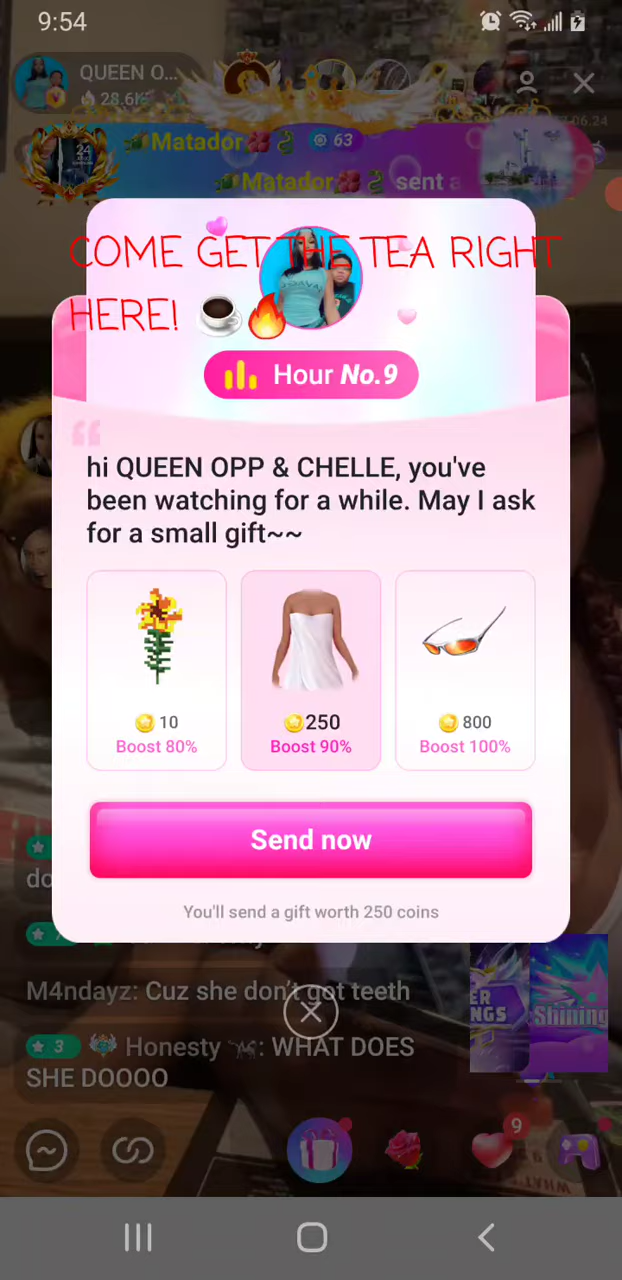 9:54
QUEEN O...
28.6K
Matador 63
Matador sent a
24
COME GET THE TEA RIGHT
HERE! ☕🔥
Hour No.9
hi QUEEN OPP & CHELLE, you've
been watching for a while. May I ask
for a small gift~~
10
250
800
Boost 80%
Boost 90%
Boost 100%
Send now
do
You'll send a gift worth 250 coins
M4ndayz: Cuz she don't got teeth
Shining
3 Honesty : WHAT DOES
SHE DOOOO
9